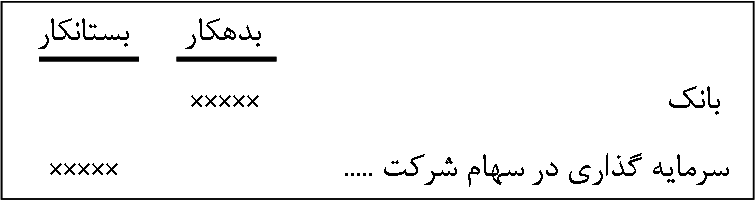 بدهکار بستانکار
بانک ×××××
سرمایه گذاری در سهام شرکت ..... ×××××